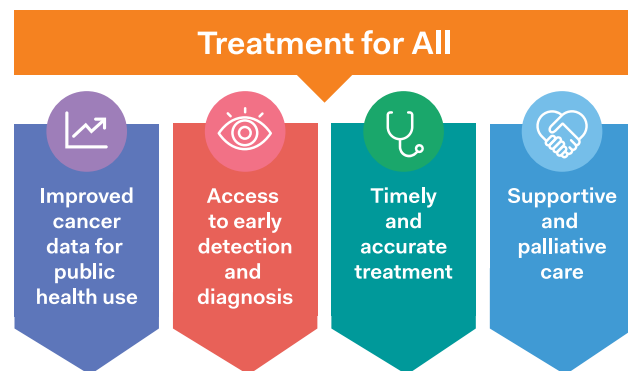 Treatment for All
Improved
cancer
data for
public
health use
Access
to early
detection
and
diagnosis
Timely
and
accurate
treatment
Supportive
and
palliative
care